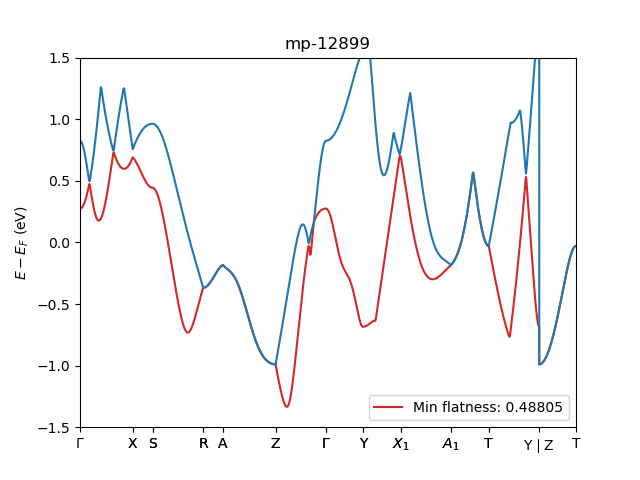 mp-12899
E − E_F (eV)
1.5
1.0
0.5
0.0
−0.5
−1.0
−1.5
Min flatness: 0.48805
Γ X S R A Z Γ Y X₁ A₁ T Y | Z T